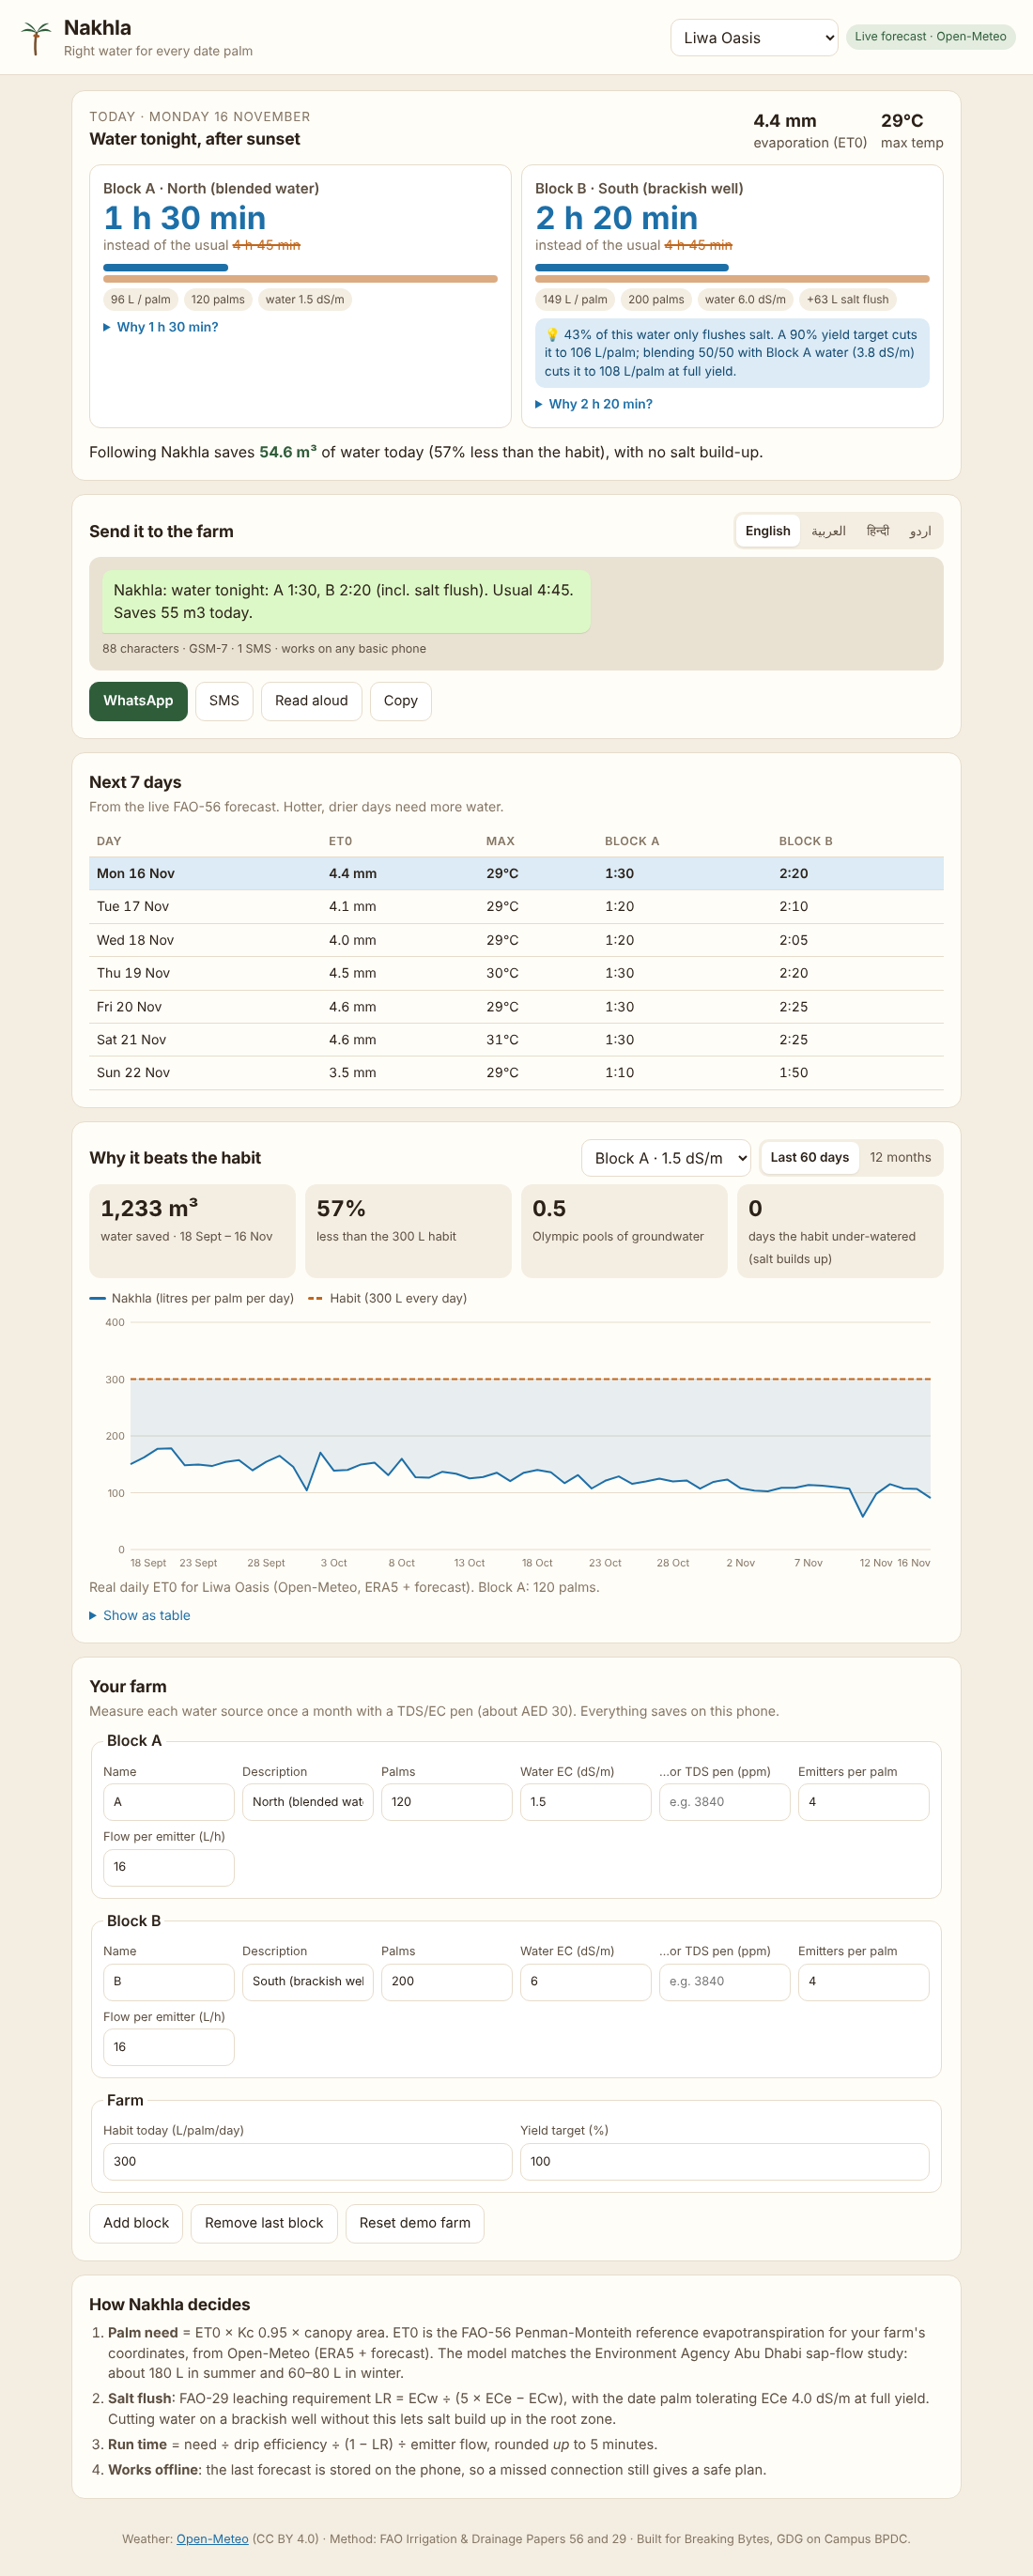 Nakhla
Right water for every date palm
Liwa Oasis
Live forecast · Open-Meteo
TODAY · MONDAY 16 NOVEMBER
Water tonight, after sunset
4.4 mm
evaporation (ET0)
29°C
max temp
Block A · North (blended water)
1 h 30 min
instead of the usual 4 h 45 min
96 L / palm
120 palms
water 1.5 dS/m
▶ Why 1 h 30 min?
Block B · South (brackish well)
2 h 20 min
instead of the usual 4 h 45 min
149 L / palm
200 palms
water 6.0 dS/m
+63 L salt flush
💡 43% of this water only flushes salt. A 90% yield target cuts
it to 106 L/palm; blending 50/50 with Block A water (3.8 dS/m)
cuts it to 108 L/palm at full yield.
▶ Why 2 h 20 min?
Following Nakhla saves 54.6 m³ of water today (57% less than the habit), with no salt build-up.
Send it to the farm
English
العربية
हिन्दी
اردو
Nakhla: water tonight: A 1:30, B 2:20 (incl. salt flush). Usual 4:45.
Saves 55 m3 today.
88 characters · GSM-7 · 1 SMS · works on any basic phone
WhatsApp
SMS
Read aloud
Copy
Next 7 days
From the live FAO-56 forecast. Hotter, drier days need more water.
DAY ET0 MAX BLOCK A BLOCK B
Mon 16 Nov 4.4 mm 29°C 1:30 2:20
Tue 17 Nov 4.1 mm 29°C 1:20 2:10
Wed 18 Nov 4.0 mm 29°C 1:20 2:05
Thu 19 Nov 4.5 mm 30°C 1:30 2:20
Fri 20 Nov 4.6 mm 29°C 1:30 2:25
Sat 21 Nov 4.6 mm 31°C 1:30 2:25
Sun 22 Nov 3.5 mm 29°C 1:10 1:50
Why it beats the habit
Block A · 1.5 dS/m
Last 60 days
12 months
1,233 m³
water saved · 18 Sept – 16 Nov
57%
less than the 300 L habit
0.5
Olympic pools of groundwater
0
days the habit under-watered
(salt builds up)
Nakhla (litres per palm per day)
Habit (300 L every day)
400
300
200
100
0
18 Sept 23 Sept 28 Sept 3 Oct 8 Oct 13 Oct 18 Oct 23 Oct 28 Oct 2 Nov 7 Nov 12 Nov 16 Nov
Real daily ET0 for Liwa Oasis (Open-Meteo, ERA5 + forecast). Block A: 120 palms.
▶ Show as table
Your farm
Measure each water source once a month with a TDS/EC pen (about AED 30). Everything saves on this phone.
Block A
Name Description Palms Water EC (dS/m) ...or TDS pen (ppm) Emitters per palm
A North (blended wat 120 1.5 e.g. 3840 4
Flow per emitter (L/h)
16
Block B
Name Description Palms Water EC (dS/m) ...or TDS pen (ppm) Emitters per palm
B South (brackish wel 200 6 e.g. 3840 4
Flow per emitter (L/h)
16
Farm
Habit today (L/palm/day) Yield target (%)
300 100
Add block
Remove last block
Reset demo farm
How Nakhla decides
1. Palm need = ET0 × Kc 0.95 × canopy area. ET0 is the FAO-56 Penman-Monteith reference evapotranspiration for your farm's
coordinates, from Open-Meteo (ERA5 + forecast). The model matches the Environment Agency Abu Dhabi sap-flow study:
about 180 L in summer and 60–80 L in winter.
2. Salt flush: FAO-29 leaching requirement LR = ECw ÷ (5 × ECe − ECw), with the date palm tolerating ECe 4.0 dS/m at full yield.
Cutting water on a brackish well without this lets salt build up in the root zone.
3. Run time = need ÷ drip efficiency ÷ (1 − LR) ÷ emitter flow, rounded up to 5 minutes.
4. Works offline: the last forecast is stored on the phone, so a missed connection still gives a safe plan.
Weather: Open-Meteo (CC BY 4.0) · Method: FAO Irrigation & Drainage Papers 56 and 29 · Built for Breaking Bytes, GDG on Campus BPDC.